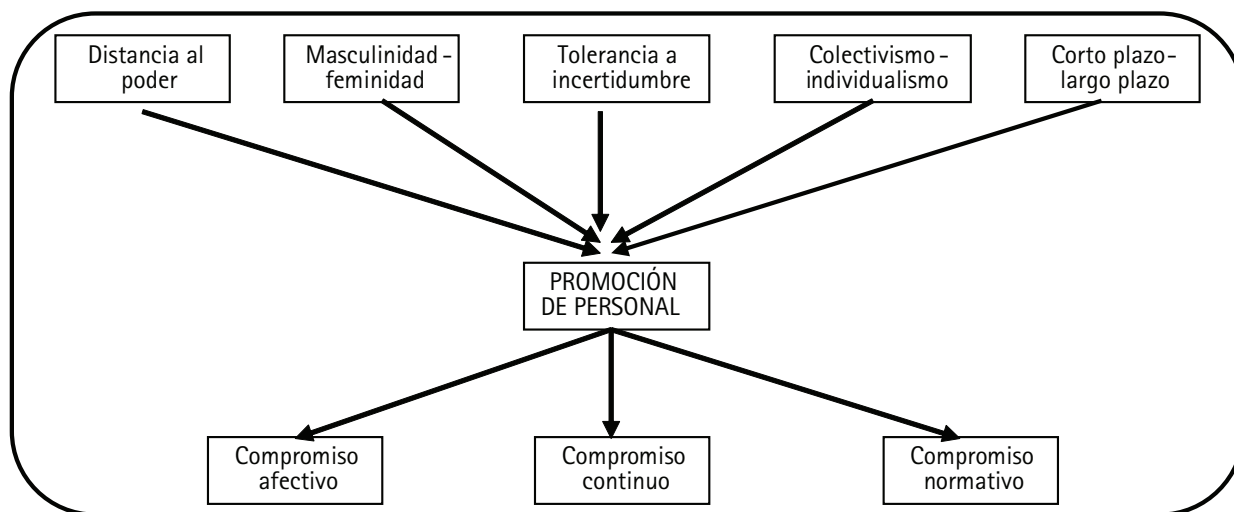 Distancia al
poder
Masculinidad -
feminidad
Tolerancia a
incertidumbre
Colectivismo -
individualismo
Corto plazo -
largo plazo
PROMOCIÓN
DE PERSONAL
Compromiso
afectivo
Compromiso
continuo
Compromiso
normativo